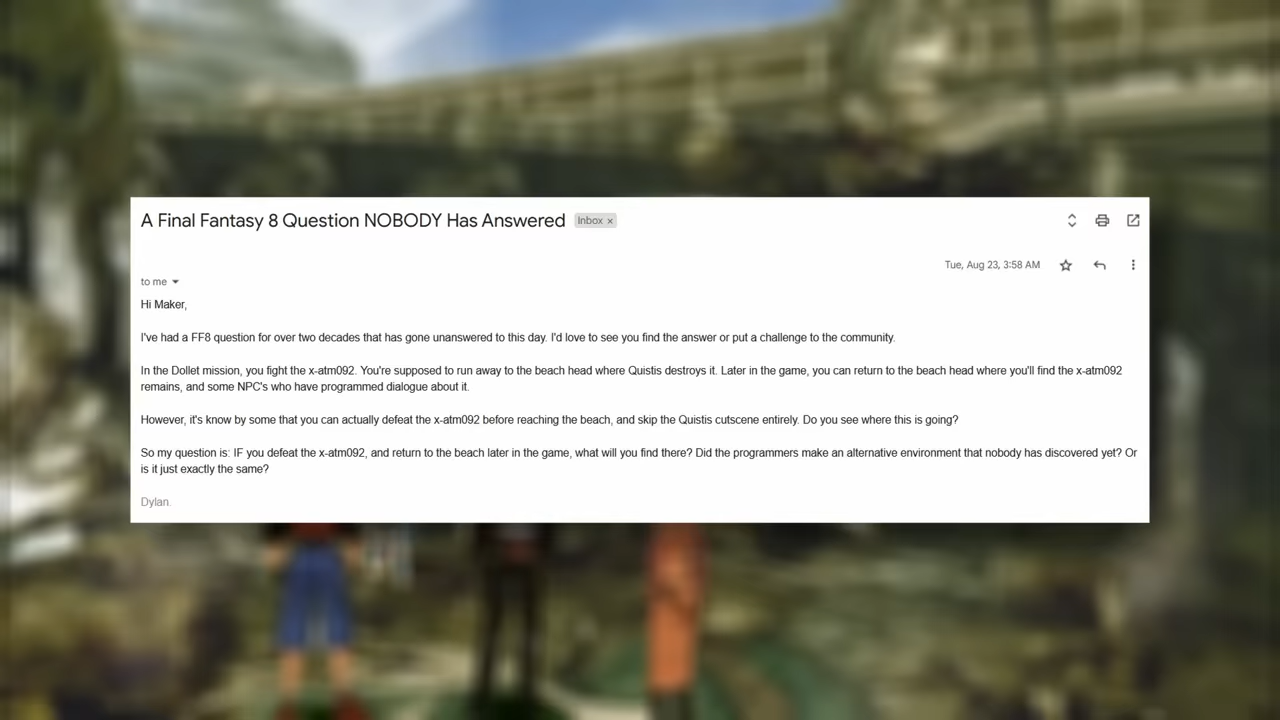 A Final Fantasy 8 Question NOBODY Has Answered Inbox ×
Tue, Aug 23, 3:58 AM
to me
Hi Maker,
I've had a FF8 question for over two decades that has gone unanswered to this day. I'd love to see you find the answer or put a challenge to the community.
In the Dollet mission, you fight the x-atm092. You're supposed to run away to the beach head where Quistis destroys it. Later in the game, you can return to the beach head where you'll find the x-atm092
remains, and some NPC's who have programmed dialogue about it.
However, it's know by some that you can actually defeat the x-atm092 before reaching the beach, and skip the Quistis cutscene entirely. Do you see where this is going?
So my question is: IF you defeat the x-atm092, and return to the beach later in the game, what will you find there? Did the programmers make an alternative environment that nobody has discovered yet? Or
is it just exactly the same?
Dylan.